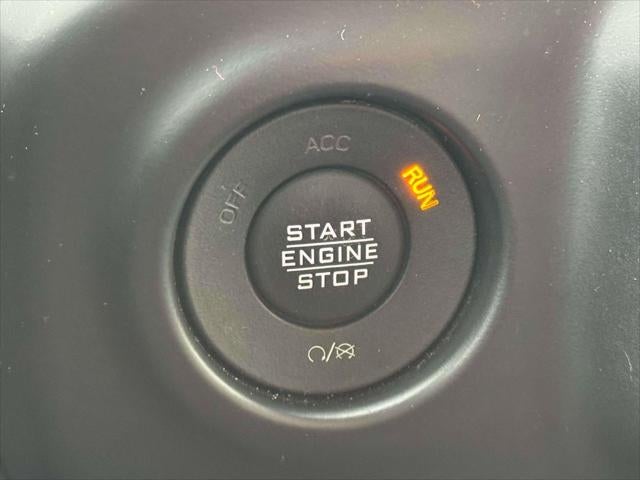 ACC
OFF
RUN
START
ENGINE
STOP